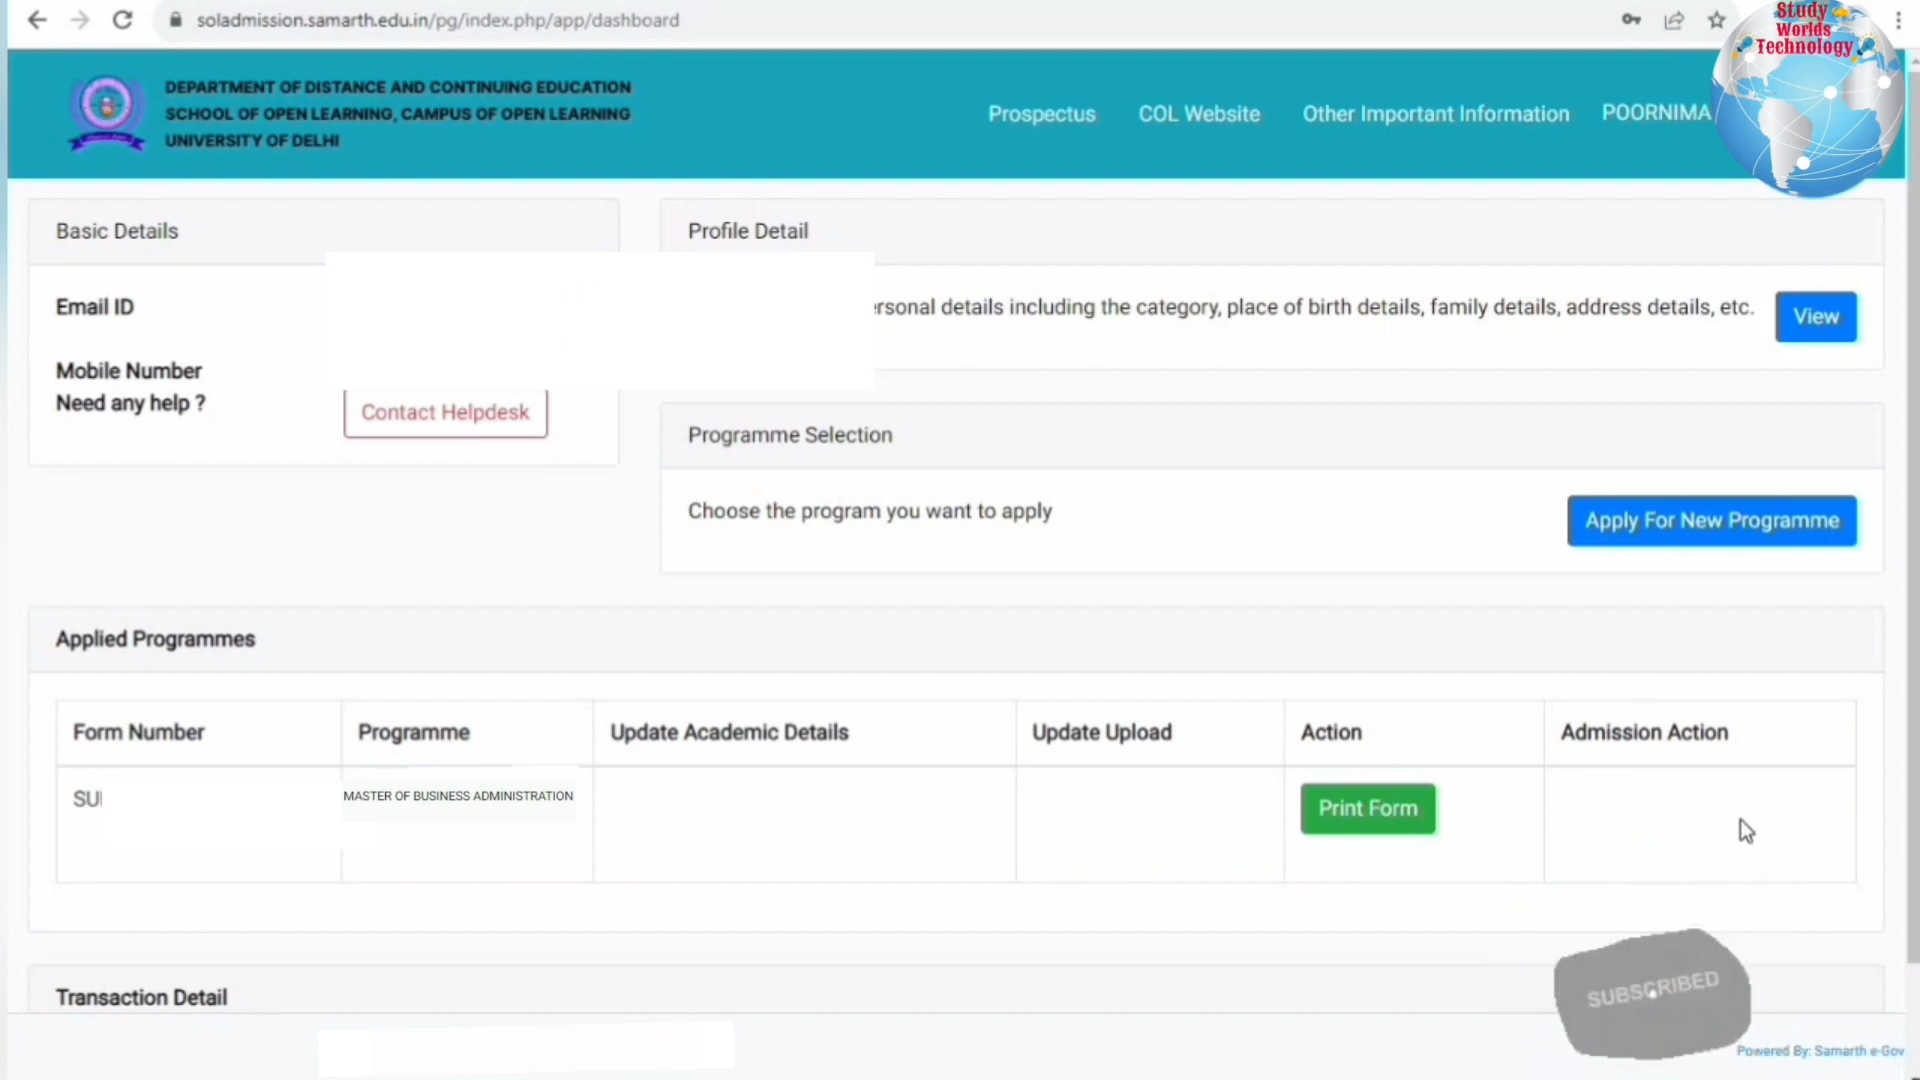 soladmission.samarth.edu.in/pg/index.php/app/dashboard
Study
Worlds
Technology
DEPARTMENT OF DISTANCE AND CONTINUING EDUCATION
SCHOOL OF OPEN LEARNING, CAMPUS OF OPEN LEARNING
UNIVERSITY OF DELHI
Prospectus
COL Website
Other Important Information
POORNIMA
Basic Details
Profile Detail
Email ID
ersonal details including the category, place of birth details, family details, address details, etc.
View
Mobile Number
Need any help ?
Contact Helpdesk
Programme Selection
Choose the program you want to apply
Apply For New Programme
Applied Programmes
Form Number
Programme
Update Academic Details
Update Upload
Action
Admission Action
SU
MASTER OF BUSINESS ADMINISTRATION
Print Form
Transaction Detail
SUBSCRIBED
Powered By: Samarth e-Gov